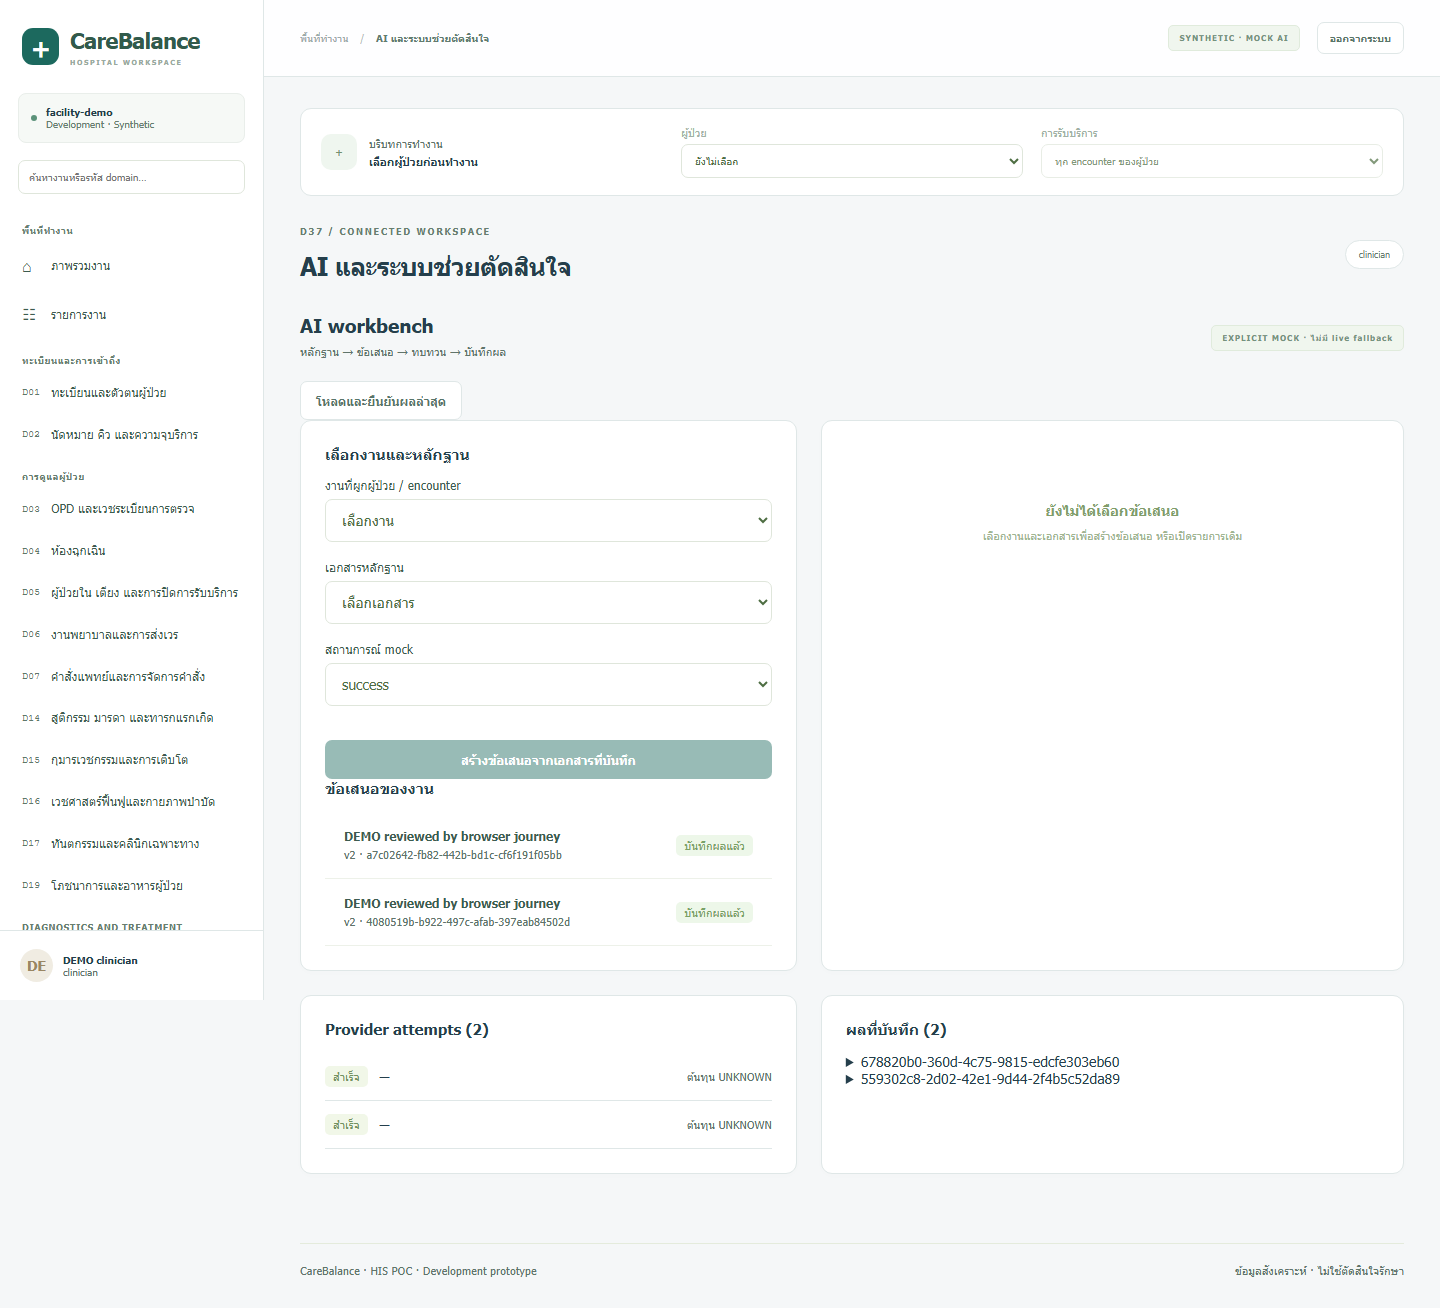 CareBalance
HOSPITAL WORKSPACE
facility-demo
Development · Synthetic
ค้นหางานหรือรหัส domain...
พื้นที่ทำงาน
ภาพรวมงาน
รายการงาน
ทะเบียนและการเข้าถึง
D01 ทะเบียนและตัวตนผู้ป่วย
D02 นัดหมาย คิว และความจุบริการ
การดูแลผู้ป่วย
D03 OPD และเวชระเบียนการตรวจ
D04 ห้องฉุกเฉิน
D05 ผู้ป่วยใน เตียง และการปิดการรับบริการ
D06 งานพยาบาลและการส่งเวร
D07 คำสั่งแพทย์และการจัดการคำสั่ง
D14 สูติกรรม มารดา และทารกแรกเกิด
D15 กุมารเวชกรรมและการเติบโต
D16 เวชศาสตร์ฟื้นฟูและกายภาพบำบัด
D17 ทันตกรรมและคลินิกเฉพาะทาง
D19 โภชนาการและอาหารผู้ป่วย
DIAGNOSTICS AND TREATMENT
DE
DEMO clinician
clinician
พื้นที่ทำงาน / AI และระบบช่วยตัดสินใจ
SYNTHETIC · MOCK AI
ออกจากระบบ
บริบทการทำงาน
เลือกผู้ป่วยก่อนทำงาน
ผู้ป่วย
ยังไม่เลือก
การรับบริการ
ทุก encounter ของผู้ป่วย
D37 / CONNECTED WORKSPACE
AI และระบบช่วยตัดสินใจ
clinician
AI workbench
หลักฐาน → ข้อเสนอ → ทบทวน → บันทึกผล
EXPLICIT MOCK · ไม่มี live fallback
โหลดและยืนยันผลล่าสุด
เลือกงานและหลักฐาน
งานที่ผูกผู้ป่วย / encounter
เลือกงาน
เอกสารหลักฐาน
เลือกเอกสาร
สถานการณ์ mock
success
สร้างข้อเสนอจากเอกสารที่บันทึก
ข้อเสนอของงาน
DEMO reviewed by browser journey
v2 · a7c02642-fb82-442b-bd1c-cf6f191f05bb
บันทึกผลแล้ว
DEMO reviewed by browser journey
v2 · 4080519b-b922-497c-afab-397eab84502d
บันทึกผลแล้ว
ยังไม่ได้เลือกข้อเสนอ
เลือกงานและเอกสารเพื่อสร้างข้อเสนอ หรือเปิดรายการเดิม
Provider attempts (2)
สำเร็จ — ต้นทุน UNKNOWN
สำเร็จ — ต้นทุน UNKNOWN
ผลที่บันทึก (2)
678820b0-360d-4c75-9815-edcfe303eb60
559302c8-2d02-42e1-9d44-2f4b5c52da89
CareBalance · HIS POC · Development prototype
ข้อมูลสังเคราะห์ · ไม่ใช้ตัดสินใจรักษา